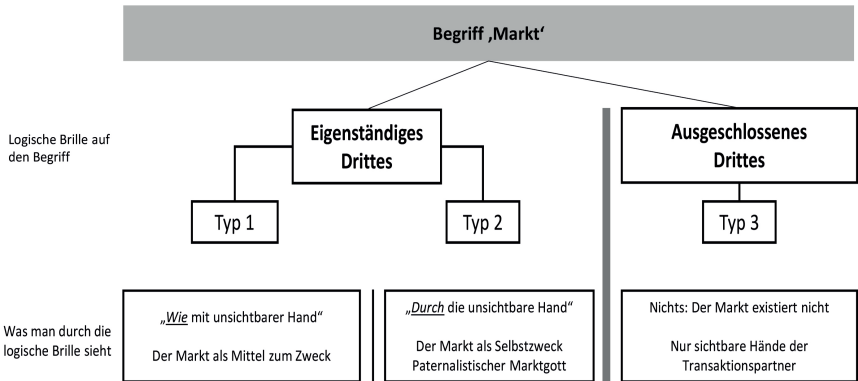 Begriff ‚Markt‘
Logische Brille auf
den Begriff
Eigenständiges
Drittes
Ausgeschlossenes
Drittes
Typ 1
Typ 2
Typ 3
Was man durch die
logische Brille sieht
„Wie mit unsichtbarer Hand“
Der Markt als Mittel zum Zweck
„Durch die unsichtbare Hand“
Der Markt als Selbstzweck
Paternalistischer Marktgott
Nichts: Der Markt existiert nicht
Nur sichtbare Hände der
Transaktionspartner